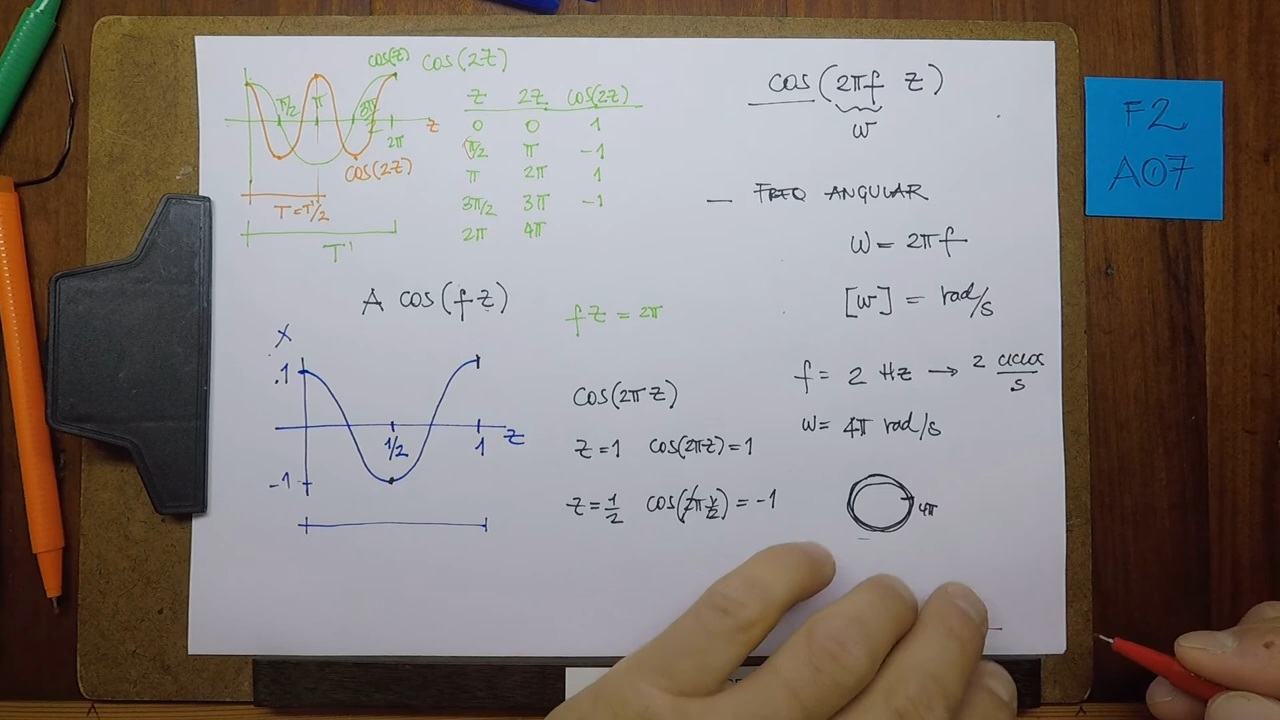 cos(z) cos(2z)
π/2 π 3π/2 2π z
cos(2z)
T = T'/2
T'
z 2z cos(2z)
0 0 1
π/2 π -1
π 2π 1
3π/2 3π -1
2π 4π
A cos(fz)
fz = 2π
x
1
-1
1/2 1 z
cos(2πz)
z=1 cos(2πz)=1
z=1/2 cos(2π 1/2)=-1
cos(2πf z)
w
— FREQ ANGULAR
w = 2πf
[w] = rad/s
f = 2 Hz → 2 ciclos/s
w = 4π rad/s
4π
F2
A07